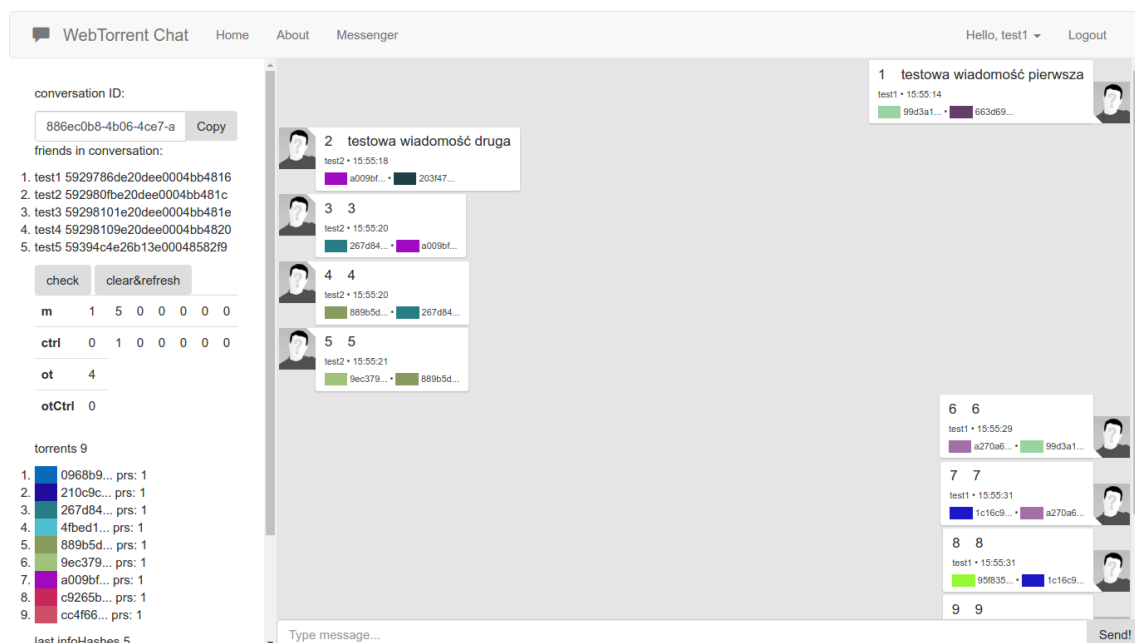 WebTorrent Chat Home About Messenger Hello, test1 Logout
conversation ID:
886ec0b8-4b06-4ce7-a Copy
friends in conversation:
1. test1 5929786de20dee0004bb4816
2. test2 592980fbe20dee0004bb481c
3. test3 59298101e20dee0004bb481e
4. test4 59298109e20dee0004bb4820
5. test5 59394c4e26b13e00048582f9
check clear&refresh
m 1 5 0 0 0 0 0
ctrl 0 1 0 0 0 0 0
ot 4
otCtrl 0
torrents 9
1. 0968b9... prs: 1
2. 210c9c... prs: 1
3. 267d84... prs: 1
4. 4fbed1... prs: 1
5. 889b5d... prs: 1
6. 9ec379... prs: 1
7. a009bf... prs: 1
8. c9265b... prs: 1
9. cc4f66... prs: 1
last infoHashes 5
1 testowa wiadomość pierwsza
test1 • 15:55:14
99d3a1... • 663d69...
2 testowa wiadomość druga
test2 • 15:55:18
a009bf... • 203f47...
3 3
test2 • 15:55:20
267d84... • a009bf...
4 4
test2 • 15:55:20
889b5d... • 267d84...
5 5
test2 • 15:55:21
9ec379... • 889b5d...
6 6
test1 • 15:55:29
a270a6... • 99d3a1...
7 7
test1 • 15:55:31
1c16c9... • a270a6...
8 8
test1 • 15:55:31
95f835... • 1c16c9...
9 9
Type message... Send!